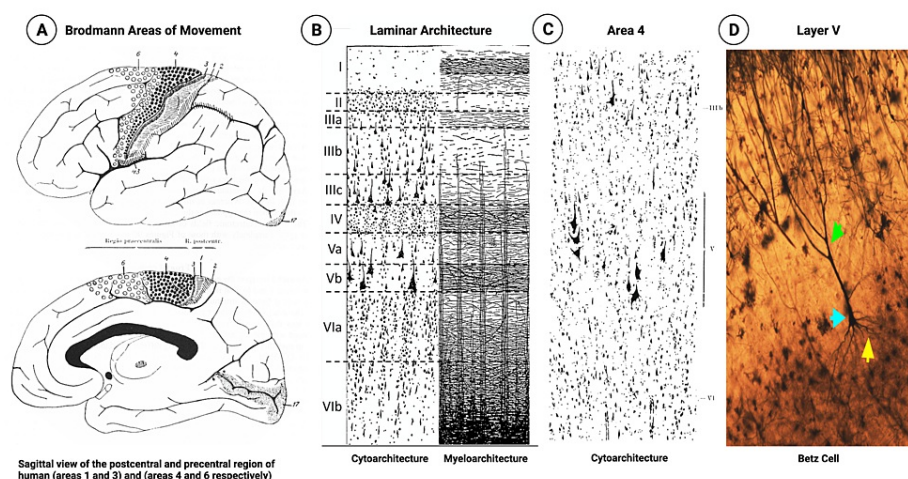 A Brodmann Areas of Movement
B Laminar Architecture
C Area 4
D Layer V
6 4 3 1 2
43
17
Regio praecentralis R. postcentr.
6 4 3 1 2
17
Sagittal view of the postcentral and precentral region of
human (areas 1 and 3) and (areas 4 and 6 respectively)
I
II
IIIa
IIIb
IIIc
IV
Va
Vb
VIa
VIb
Cytoarchitecture Myeloarchitecture
IIIb
V
VI
Cytoarchitecture
Betz Cell